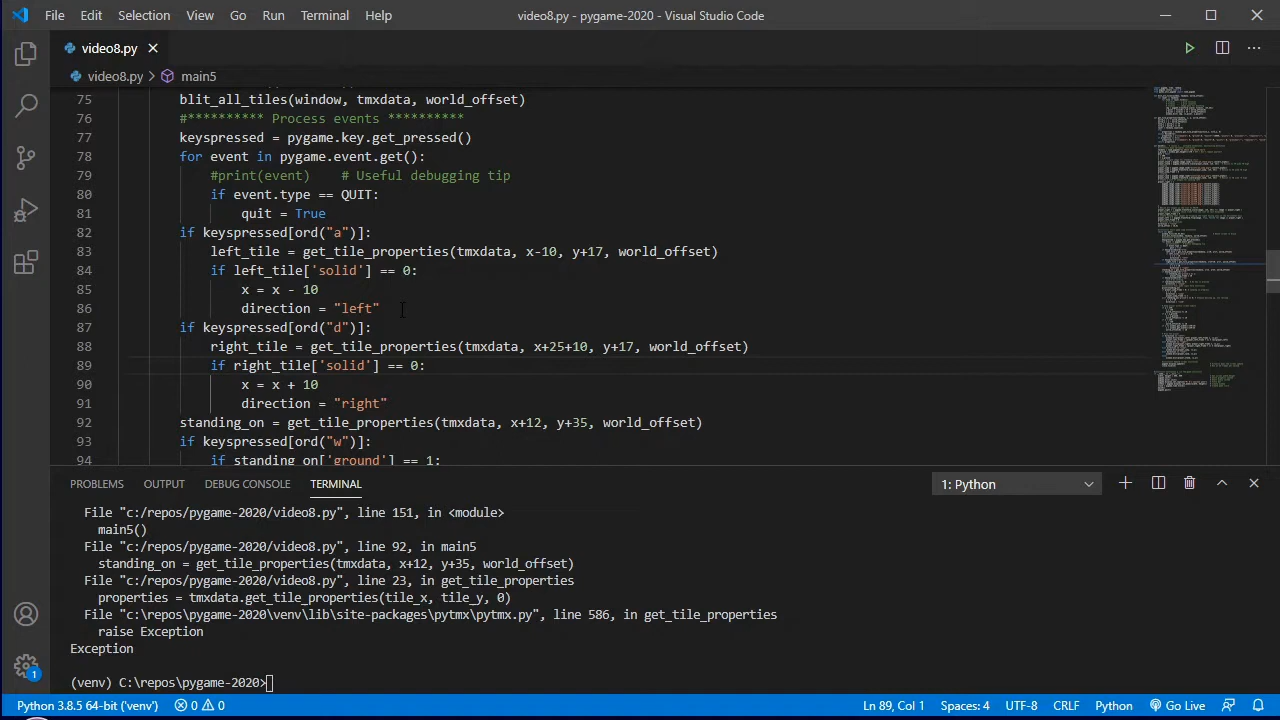 File Edit Selection View Go Run Terminal Help video8.py - pygame-2020 - Visual Studio Code
video8.py
video8.py > main5
75 blit_all_tiles(window, tmxdata, world_offset)
76 #********** Process events **********
77 keyspressed = pygame.key.get_pressed()
78 for event in pygame.event.get():
79 #print(event) # Useful debugging tip
80 if event.type == QUIT:
81 quit = True
82 if keyspressed[ord("a")]:
83 left_tile = get_tile_properties(tmxdata, x-10, y+17, world_offset)
84 if left_tile['solid'] == 0:
85 x = x - 10
86 direction = "left"
87 if keyspressed[ord("d")]:
88 right_tile = get_tile_properties(tmxdata, x+25+10, y+17, world_offset)
89 if right_tile['solid'] == 0:
90 x = x + 10
91 direction = "right"
92 standing_on = get_tile_properties(tmxdata, x+12, y+35, world_offset)
93 if keyspressed[ord("w")]:
94 if standing_on['ground'] == 1:
PROBLEMS OUTPUT DEBUG CONSOLE TERMINAL 1: Python
File "c:/repos/pygame-2020/video8.py", line 151, in <module>
main5()
File "c:/repos/pygame-2020/video8.py", line 92, in main5
standing_on = get_tile_properties(tmxdata, x+12, y+35, world_offset)
File "c:/repos/pygame-2020/video8.py", line 23, in get_tile_properties
properties = tmxdata.get_tile_properties(tile_x, tile_y, 0)
File "c:\repos\pygame-2020\venv\lib\site-packages\pytmx\pytmx.py", line 586, in get_tile_properties
raise Exception
Exception
(venv) C:\repos\pygame-2020>
1
Python 3.8.5 64-bit ('venv') 0 0 Ln 89, Col 1 Spaces: 4 UTF-8 CRLF Python Go Live